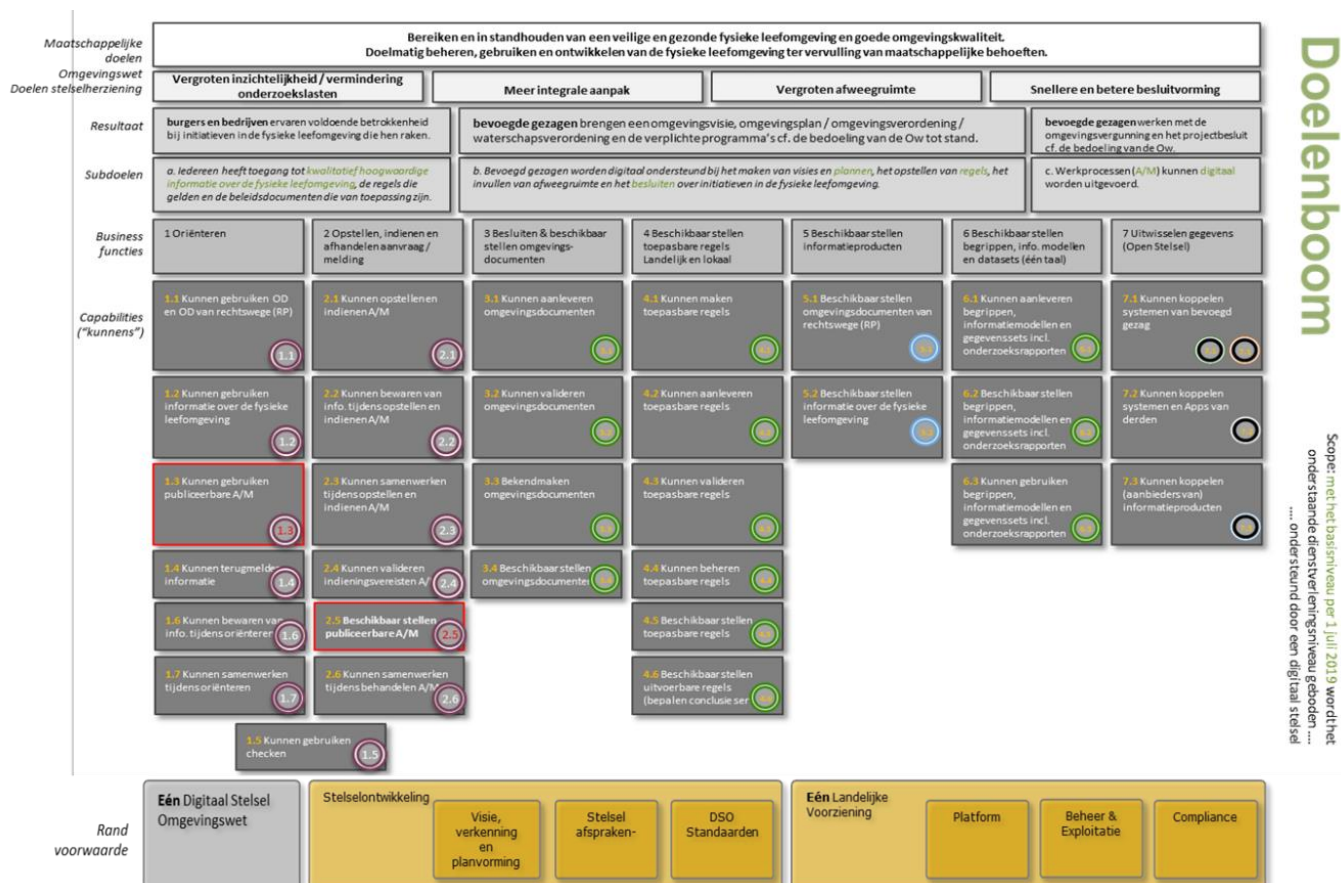 Maatschappelijke
doelen
Bereiken en in standhouden van een veilige en gezonde fysieke leefomgeving en goede omgevingskwaliteit.
Doelmatig beheren, gebruiken en ontwikkelen van de fysieke leefomgeving ter vervulling van maatschappelijke behoeften.
Omgevingswet
Doelen stelselherziening
Vergroten inzichtelijkheid / vermindering
onderzoekslasten
Meer integrale aanpak
Vergroten afweegruimte
Snellere en betere besluitvorming
Resultaat
burgers en bedrijven ervaren voldoende betrokkenheid
bij initiatieven in de fysieke leefomgeving die hen raken.
bevoegde gezagen brengen een omgevingsvisie, omgevingsplan / omgevingsverordening /
waterschapsverordening en de verplichte programma's cf. de bedoeling van de Ow tot stand.
bevoegde gezagen werken met de
omgevingsvergunning en het projectbesluit
cf. de bedoeling van de Ow.
Subdoelen
a. Iedereen heeft toegang tot kwalitatief hoogwaardige
informatie over de fysieke leefomgeving, de regels die
gelden en de beleidsdocumenten die van toepassing zijn.
b. Bevoegd gezagen worden digitaal ondersteund bij het maken van visies en plannen, het opstellen van regels, het
invullen van afweegruimte en het besluiten over initiatieven in de fysieke leefomgeving.
c. Werkprocessen (A/M) kunnen digitaal
worden uitgevoerd.
Business
functies
1 Oriënteren
2 Opstellen, indienen en
afhandelen aanvraag /
melding
3 Besluiten & beschikbaar
stellen omgevings-
documenten
4 Beschikbaar stellen
toepasbare regels
Landelijk en lokaal
5 Beschikbaar stellen
informatieproducten
6 Beschikbaar stellen
begrippen, info. modellen
en datasets (één taal)
7 Uitwisselen gegevens
(Open Stelsel)
Capabilities
("kunnens")
1.1 Kunnen gebruiken OD
en OD van rechtswege (RP)
1.1
2.1 Kunnen opstellen en
indienen A/M
2.1
3.1 Kunnen aanleveren
omgevingsdocumenten
4.1 Kunnen maken
toepasbare regels
5.1 Beschikbaar stellen
omgevingsdocumenten van
rechtswege (RP)
6.1 Kunnen aanleveren
begrippen,
informatiemodellen en
gegevenssets incl.
onderzoeksrapporten
7.1 Kunnen koppelen
systemen van bevoegd
gezag
1.2 Kunnen gebruiken
informatie over de fysieke
leefomgeving
1.2
2.2 Kunnen bewaren van
info. tijdens opstellen en
indienen A/M
2.2
3.2 Kunnen valideren
omgevingsdocumenten
4.2 Kunnen aanleveren
toepasbare regels
5.2 Beschikbaar stellen
informatie over de fysieke
leefomgeving
6.2 Beschikbaar stellen
begrippen,
informatiemodellen en
gegevenssets incl.
onderzoeksrapporten
7.2 Kunnen koppelen
systemen en Apps van
derden
1.3 Kunnen gebruiken
publiceerbare A/M
1.3
2.3 Kunnen samenwerken
tijdens opstellen en
indienen A/M
2.3
3.3 Bekendmaken
omgevingsdocumenten
4.3 Kunnen valideren
toepasbare regels
6.3 Kunnen gebruiken
begrippen,
informatiemodellen en
gegevenssets incl.
onderzoeksrapporten
7.3 Kunnen koppelen
(aanbieders van)
informatieproducten
1.4 Kunnen terugmelden
informatie
1.4
2.4 Kunnen valideren
indieningsvereisten A/
2.4
3.4 Beschikbaar stellen
omgevingsdocumente
4.4 Kunnen beheren
toepasbare regels
1.6 Kunnen bewaren van
info. tijdens oriënteren
1.6
2.5 Beschikbaar stellen
publiceerbare A/M
2.5
4.5 Beschikbaar stellen
toepasbare regels
1.7 Kunnen samenwerken
tijdens oriënteren
1.7
2.6 Kunnen samenwerken
tijdens behandelen A/M
2.6
4.6 Beschikbaar stellen
uitvoerbare regels
(bepalen conclusie ser
1.5 Kunnen gebruiken
checken
1.5
Rand
voorwaarde
Eén Digitaal Stelsel
Omgevingswet
Stelselontwikkeling
Visie,
verkenning
en
planvorming
Stelsel
afspraken-
DSO
Standaarden
Eén Landelijke
Voorziening
Platform
Beheer &
Exploitatie
Compliance
Doelenboom
Scope: met het basisniveau per 1 juli 2019 wordt het
onderstaande dienstverleningsniveau geboden ....
.... ondersteund door een digitaal stelsel